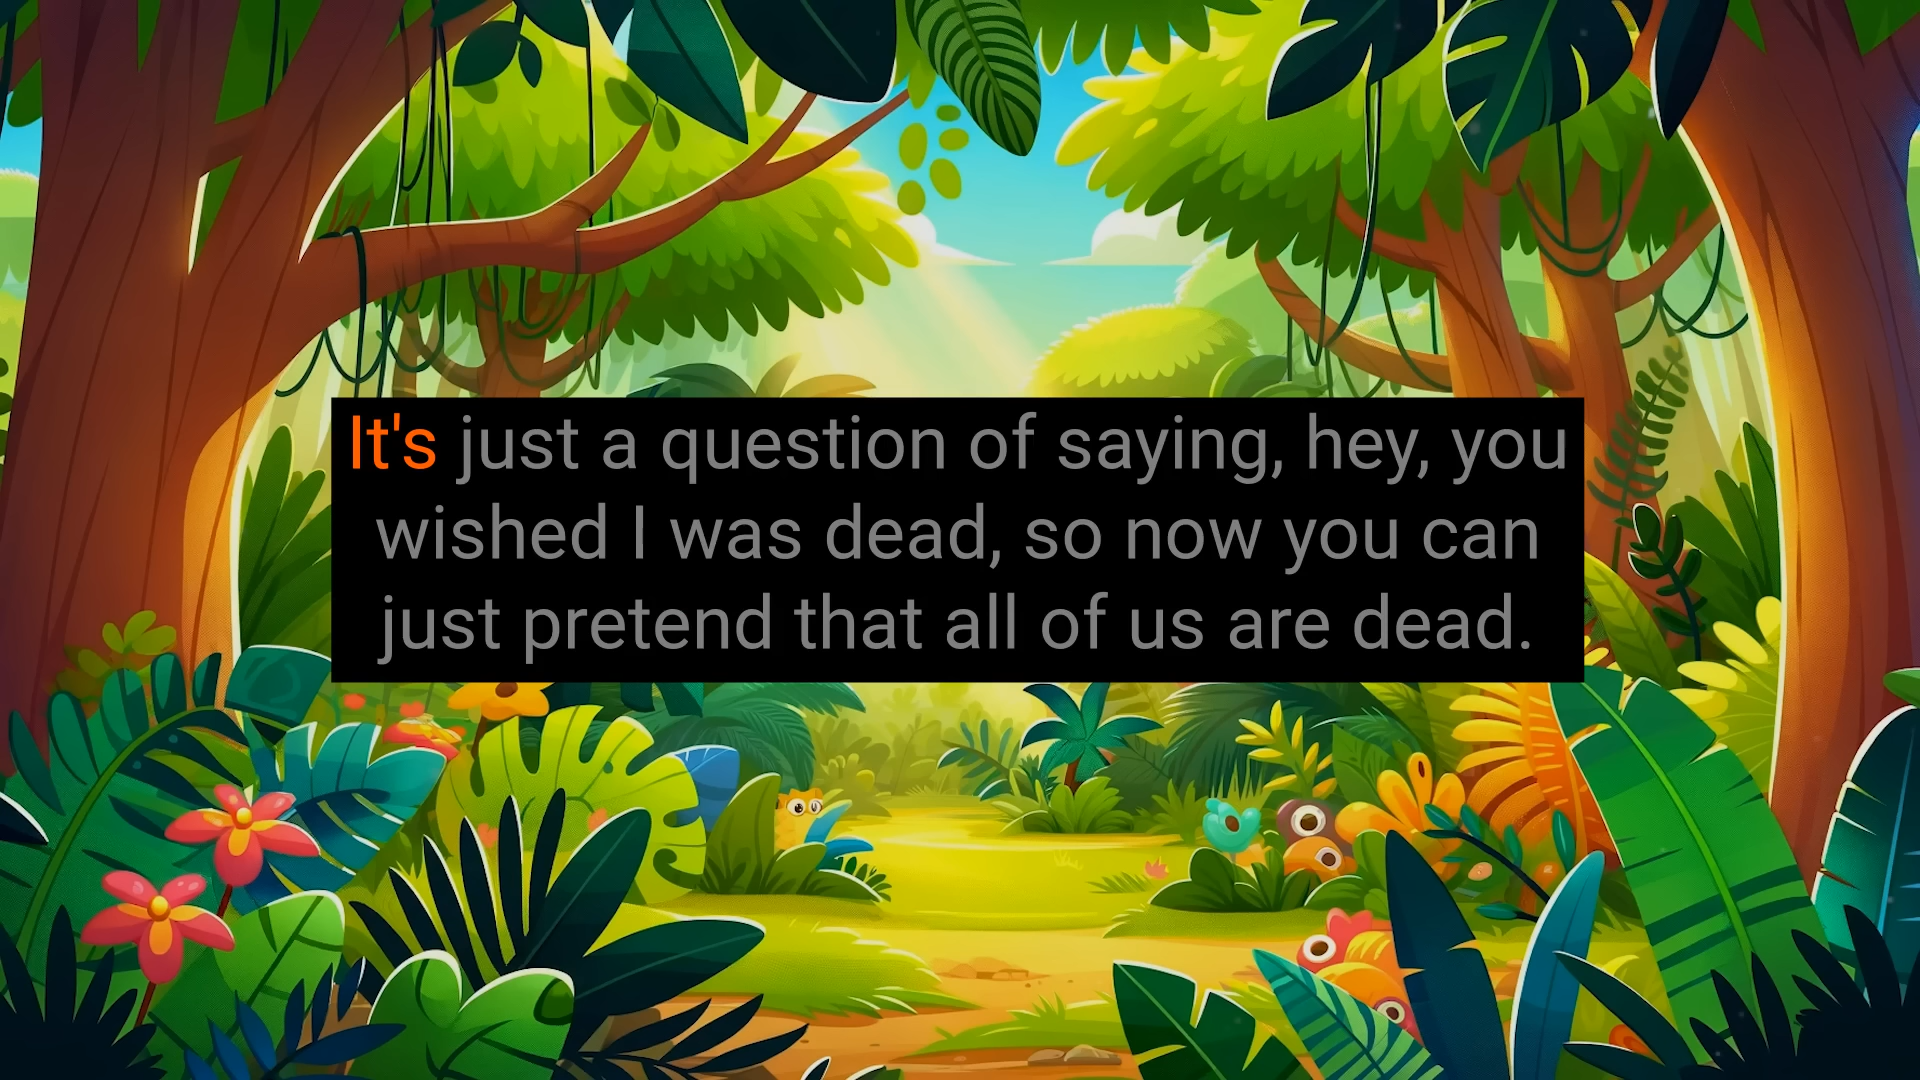 It's just a question of saying, hey, you
wished I was dead, so now you can
just pretend that all of us are dead.